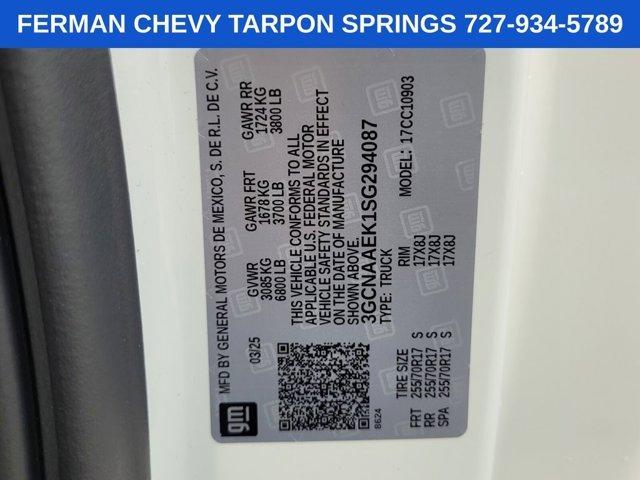 FERMAN CHEVY TARPON SPRINGS 727-934-5789
MFD BY GENERAL MOTORS DE MEXICO, S. DE R.L. DE C.V.
03/25
GVWR GAWR FRT GAWR RR
3085 KG 1678 KG 1724 KG
6800 LB 3700 LB 3800 LB
THIS VEHICLE CONFORMS TO ALL
APPLICABLE U.S. FEDERAL MOTOR
VEHICLE SAFETY STANDARDS IN EFFECT
ON THE DATE OF MANUFACTURE
SHOWN ABOVE.
3GCNAAEK1SG294087
TYPE: TRUCK MODEL: 17CC10903
8624
TIRE SIZE RIM
FRT 255/70R17 S 17X8J
RR 255/70R17 S 17X8J
SPA 255/70R17 S 17X8J
gm